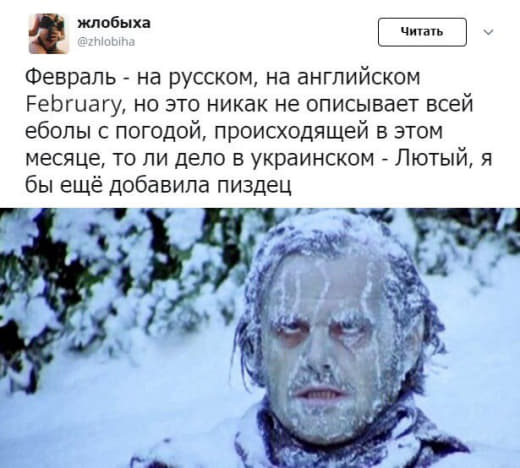 жлобыха
@zhlobiha
Читать
Февраль - на русском, на английском
February, но это никак не описывает всей
еболы с погодой, происходящей в этом
месяце, то ли дело в украинском - Лютый, я
бы ещё добавила пиздец